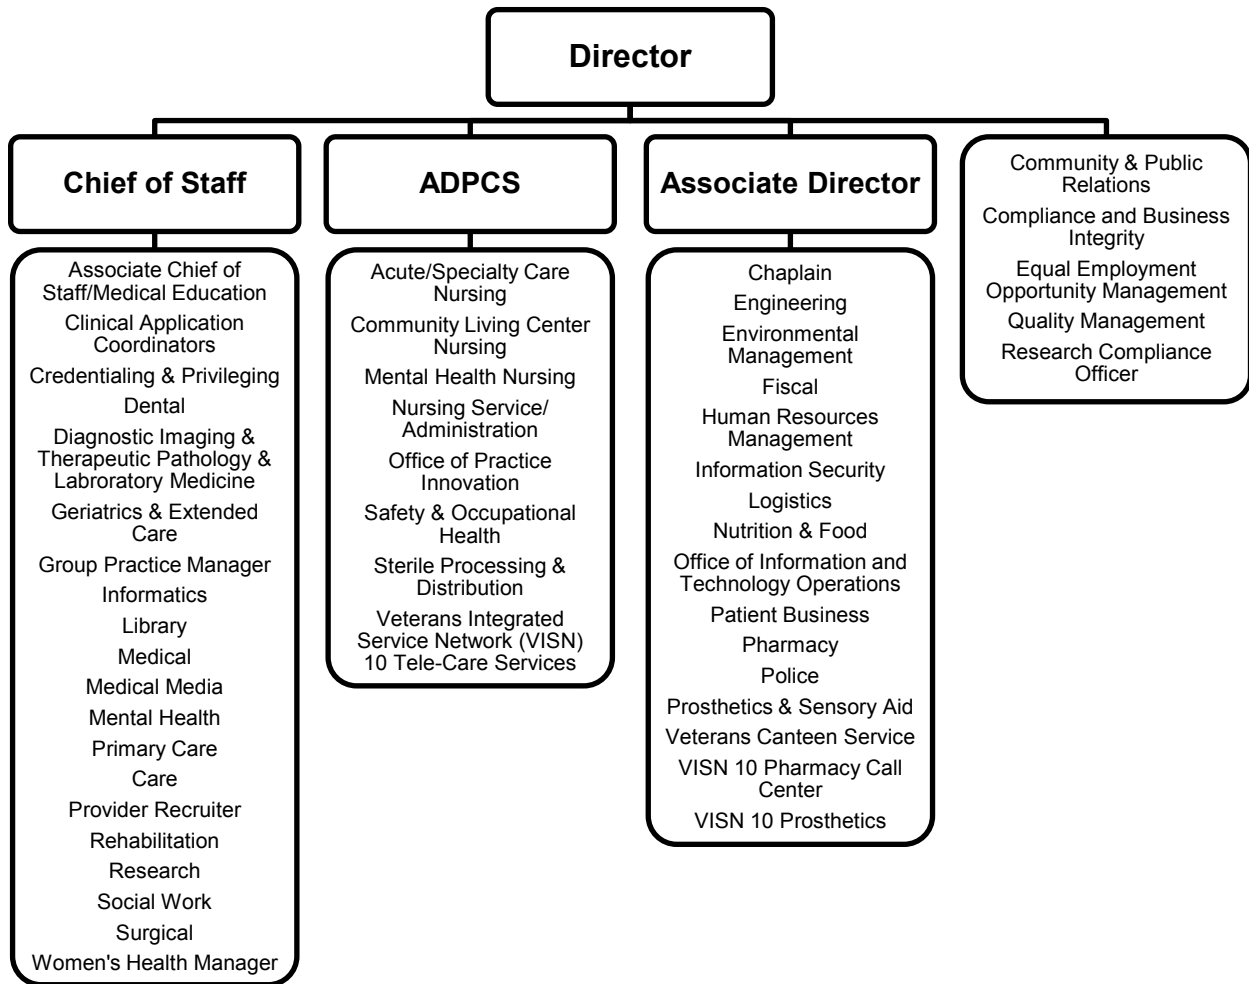 Director
Chief of Staff
Associate Chief of
Staff/Medical Education
Clinical Application
Coordinators
Credentialing & Privileging
Dental
Diagnostic Imaging &
Therapeutic Pathology &
Labroratory Medicine
Geriatrics & Extended
Care
Group Practice Manager
Informatics
Library
Medical
Medical Media
Mental Health
Primary Care
Care
Provider Recruiter
Rehabilitation
Research
Social Work
Surgical
Women's Health Manager
ADPCS
Acute/Specialty Care
Nursing
Community Living Center
Nursing
Mental Health Nursing
Nursing Service/
Administration
Office of Practice
Innovation
Safety & Occupational
Health
Sterile Processing &
Distribution
Veterans Integrated
Service Network (VISN)
10 Tele-Care Services
Associate Director
Chaplain
Engineering
Environmental
Management
Fiscal
Human Resources
Management
Information Security
Logistics
Nutrition & Food
Office of Information and
Technology Operations
Patient Business
Pharmacy
Police
Prosthetics & Sensory Aid
Veterans Canteen Service
VISN 10 Pharmacy Call
Center
VISN 10 Prosthetics
Community & Public
Relations
Compliance and Business
Integrity
Equal Employment
Opportunity Management
Quality Management
Research Compliance
Officer